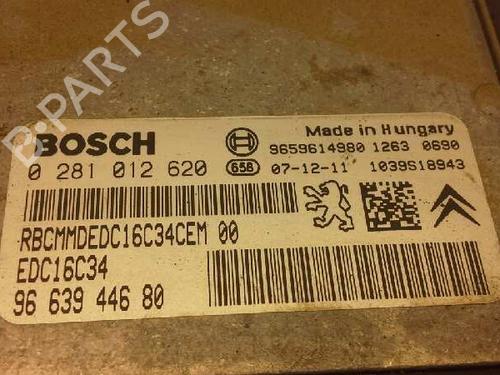 BOSCH
Made in Hungary
9659614980 1263 0690
0 281 012 620
658
07-12-11
1039S18943
RBCMMDEDC16C34CEM 00
EDC16C34
96 639 446 80
B-PARTS